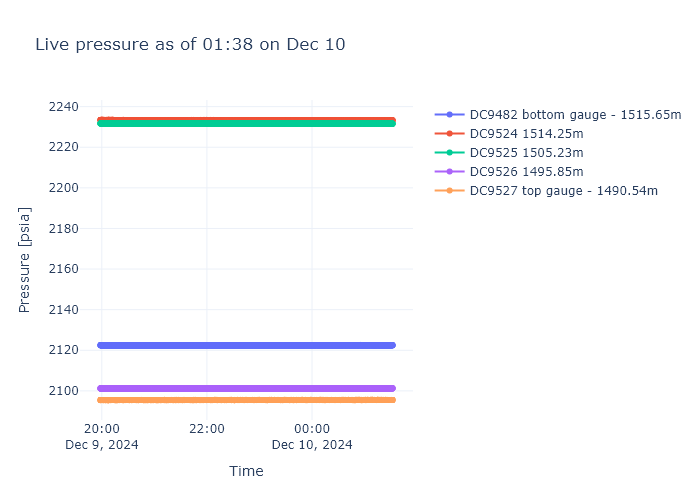 Live pressure as of 01:38 on Dec 10
2240
2220
2200
2180
2160
2140
2120
2100
Pressure [psia]
20:00
Dec 9, 2024
22:00
00:00
Dec 10, 2024
Time
DC9482 bottom gauge - 1515.65m
DC9524 1514.25m
DC9525 1505.23m
DC9526 1495.85m
DC9527 top gauge - 1490.54m